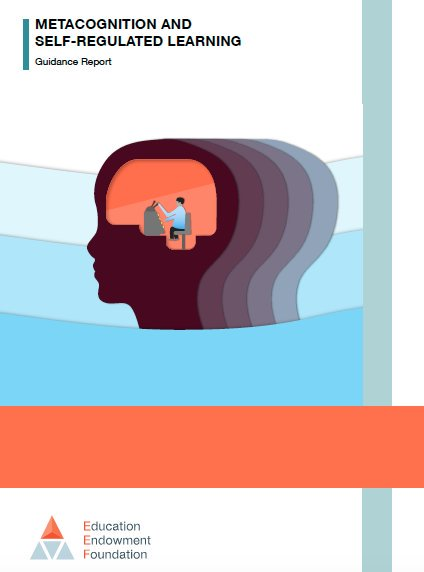 METACOGNITION AND
SELF-REGULATED LEARNING
Guidance Report
Education
Endowment
Foundation